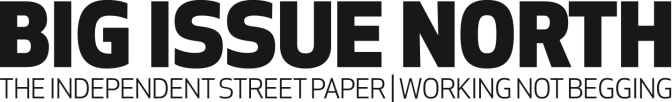 BIG ISSUE NORTH
THE INDEPENDENT STREET PAPER | WORKING NOT BEGGING